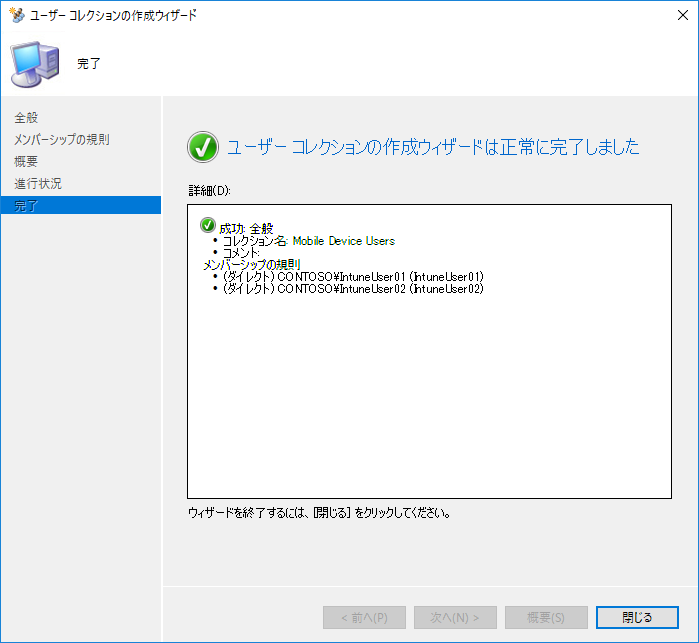 ユーザー コレクションの作成ウィザード
完了
全般
メンバーシップの規則
概要
進行状況
完了
ユーザー コレクションの作成ウィザードは正常に完了しました
詳細(D):
成功: 全般
• コレクション名: Mobile Device Users
• コメント:
メンバーシップの規則
• (ダイレクト) CONTOSO¥IntuneUser01 (intuneUser01)
• (ダイレクト) CONTOSO¥IntuneUser02 (intuneUser02)
ウィザードを終了するには、[閉じる] をクリックしてください。
< 前へ(P)
次へ(N) >
概要(S)
閉じる